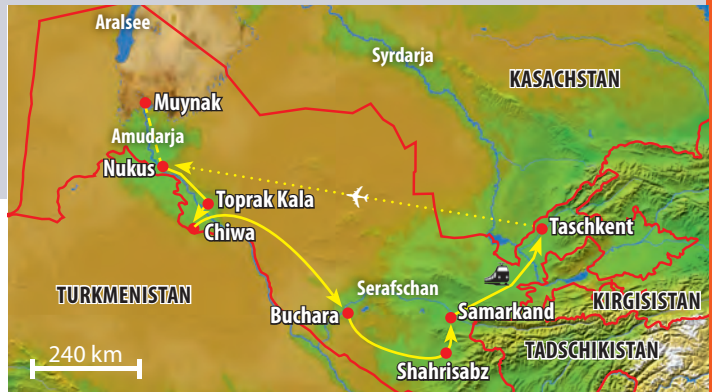 Aralsee
Syrdarja
KASACHSTAN
Muynak
Amudarja
Nukus
Toprak Kala
Chiwa
Taschkent
TURKMENISTAN
Serafschan
Buchara
Samarkand
KIRGISISTAN
TADSCHIKISTAN
240 km
Shahrisabz